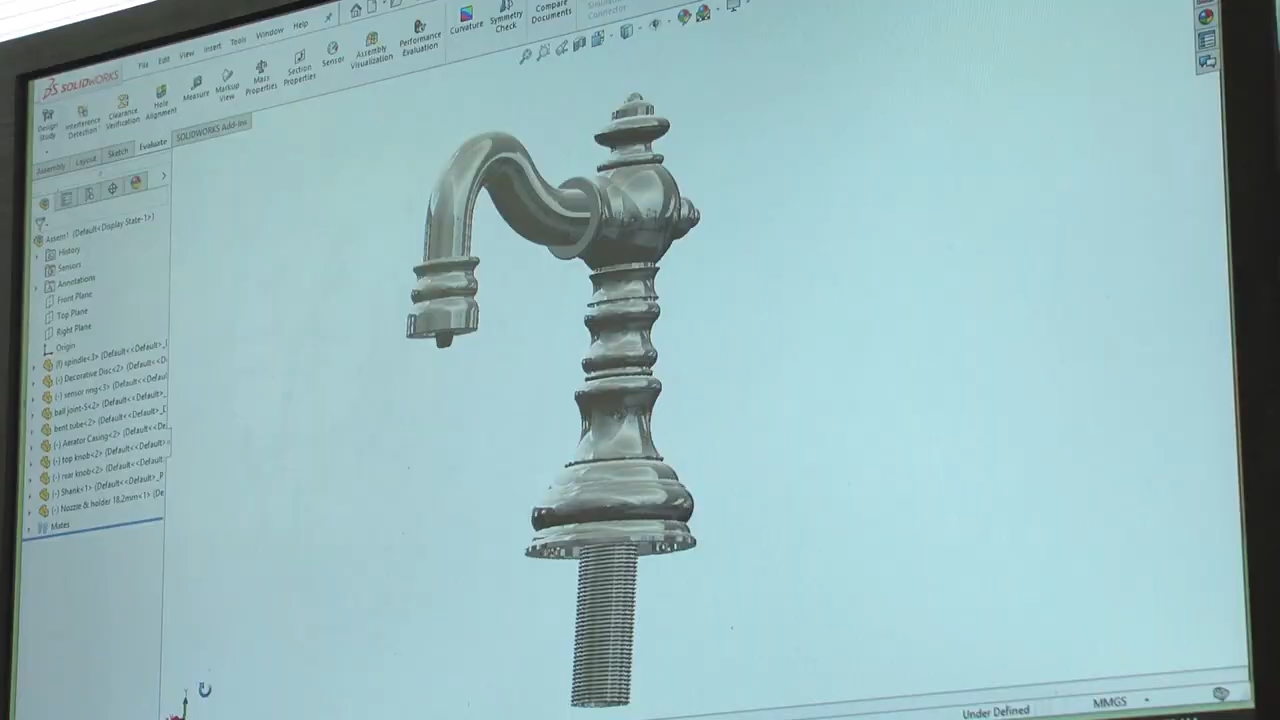 File Edit View Insert Tools Window Help
SOLIDWORKS
Design Study
Interference Detection
Clearance Verification
Hole Alignment
Measure
Markup View
Mass Properties
Section Properties
Sensor
Assembly Visualization
Performance Evaluation
Curvature
Symmetry Check
Compare Documents
Connector
Assembly Layout Sketch Evaluate SOLIDWORKS Add-Ins
Assem1 (Default<Display State-1>)
History
Sensors
Annotations
Front Plane
Top Plane
Right Plane
Origin
(f) spindle<3> (Default<<Default>_
(-) Decorative Disc<2> (Default<<D
(-) sensor ring<3> (Default<<Defaul
ball joint-S<2> (Default<<Default>_
bent tube<2> (Default<<Default>_D
(-) Aerator Casing<2> (Default<<De
(-) top knob<2> (Default<<Default>
(-) rear knob<2> (Default<<Default
(-) Shank<1> (Default<<Default>_P
(-) Nozzle & holder 18.2mm<1> (De
Mates
Under Defined MMGS